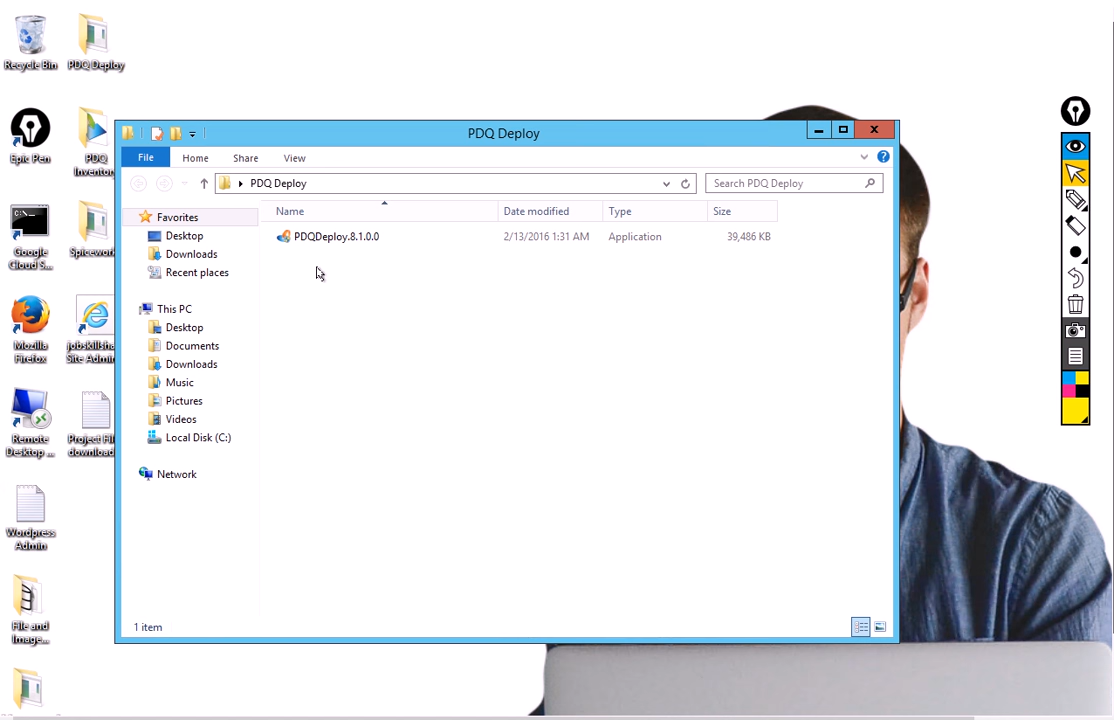 Recycle Bin
PDQ Deploy
Epic Pen
PDQ
Inventor
Google
Cloud S...
Spicework
Mozilla
Firefox
jobskillsha
Site Admin
Remote
Desktop ...
Project Fil
download
Wordpress
Admin
File and
Image...
PDQ Deploy
File
Home
Share
View
PDQ Deploy
Search PDQ Deploy
Favorites
Desktop
Downloads
Recent places
This PC
Desktop
Documents
Downloads
Music
Pictures
Videos
Local Disk (C:)
Network
Name Date modified Type Size
PDQDeploy.8.1.0.0 2/13/2016 1:31 AM Application 39,486 KB
1 item